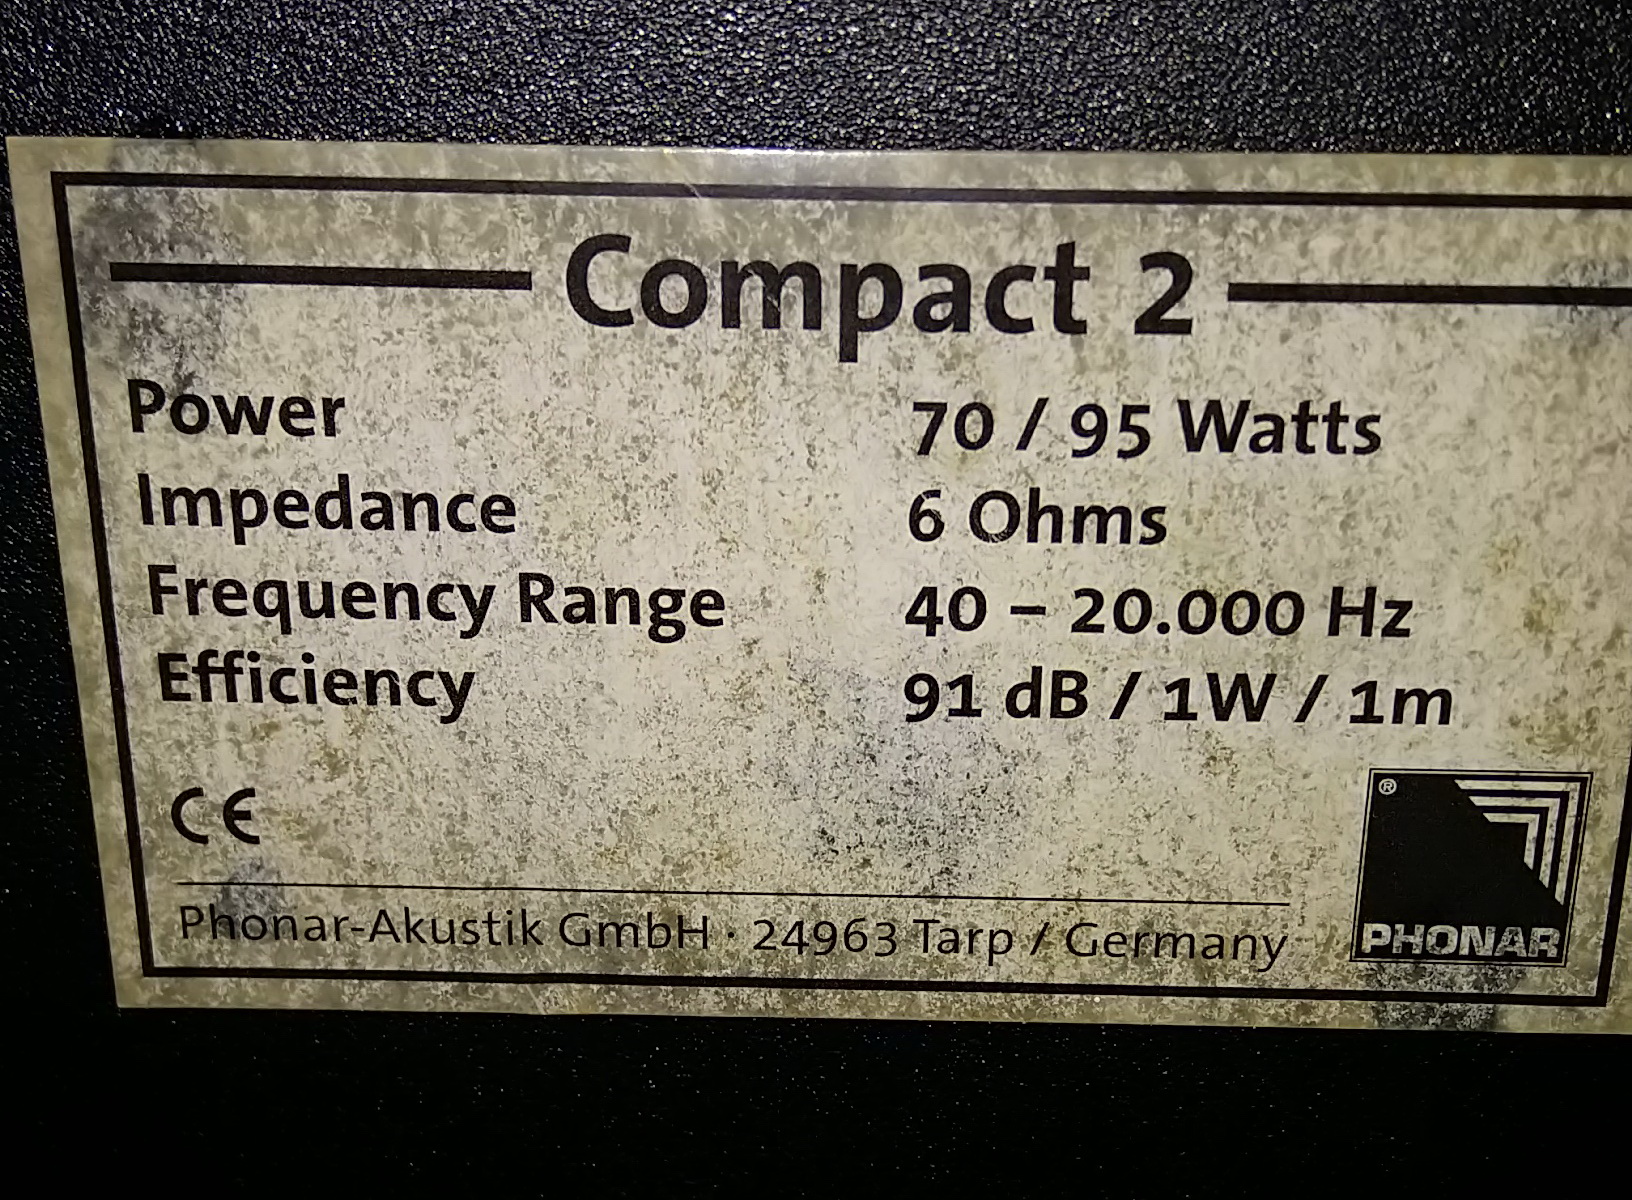 Compact 2
Power 70 / 95 Watts
Impedance 6 Ohms
Frequency Range 40 – 20.000 Hz
Efficiency 91 dB / 1W / 1m
CE
®
PHONAR
Phonar-Akustik GmbH · 24963 Tarp / Germany